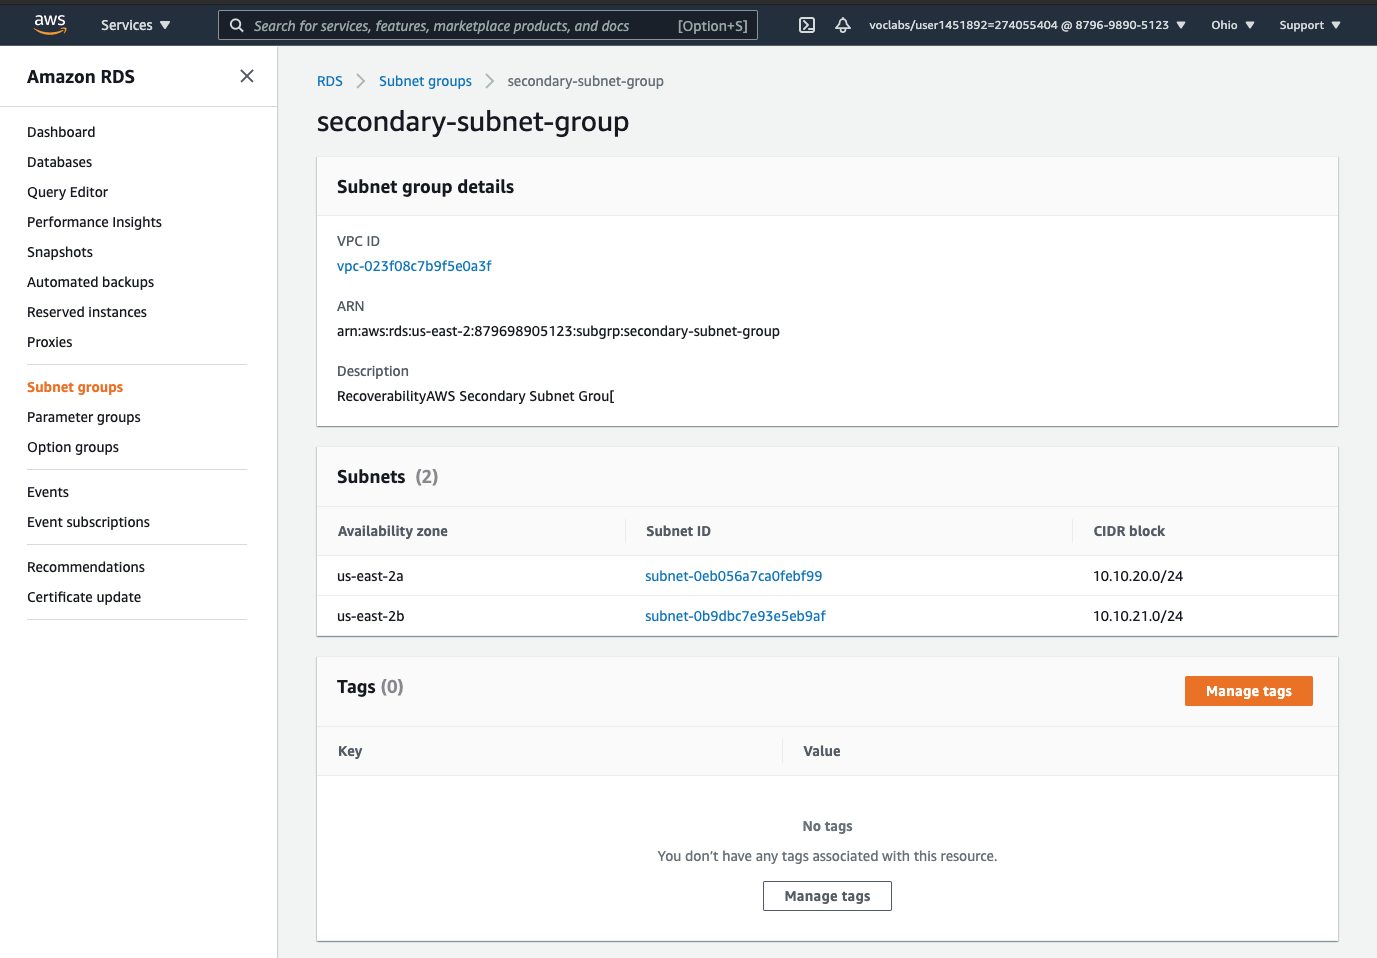 aws
Services
Search for services, features, marketplace products, and docs [Option+S]
voclabs/user1451892=274055404 @ 8796-9890-5123
Ohio
Support
Amazon RDS
Dashboard
Databases
Query Editor
Performance Insights
Snapshots
Automated backups
Reserved instances
Proxies
Subnet groups
Parameter groups
Option groups
Events
Event subscriptions
Recommendations
Certificate update
RDS > Subnet groups > secondary-subnet-group
secondary-subnet-group
Subnet group details
VPC ID
vpc-023f08c7b9f5e0a3f
ARN
arn:aws:rds:us-east-2:879698905123:subgrp:secondary-subnet-group
Description
RecoverabilityAWS Secondary Subnet Grou[
Subnets (2)
Availability zone Subnet ID CIDR block
us-east-2a subnet-0eb056a7ca0febf99 10.10.20.0/24
us-east-2b subnet-0b9dbc7e93e5eb9af 10.10.21.0/24
Tags (0)
Manage tags
Key Value
No tags
You don't have any tags associated with this resource.
Manage tags